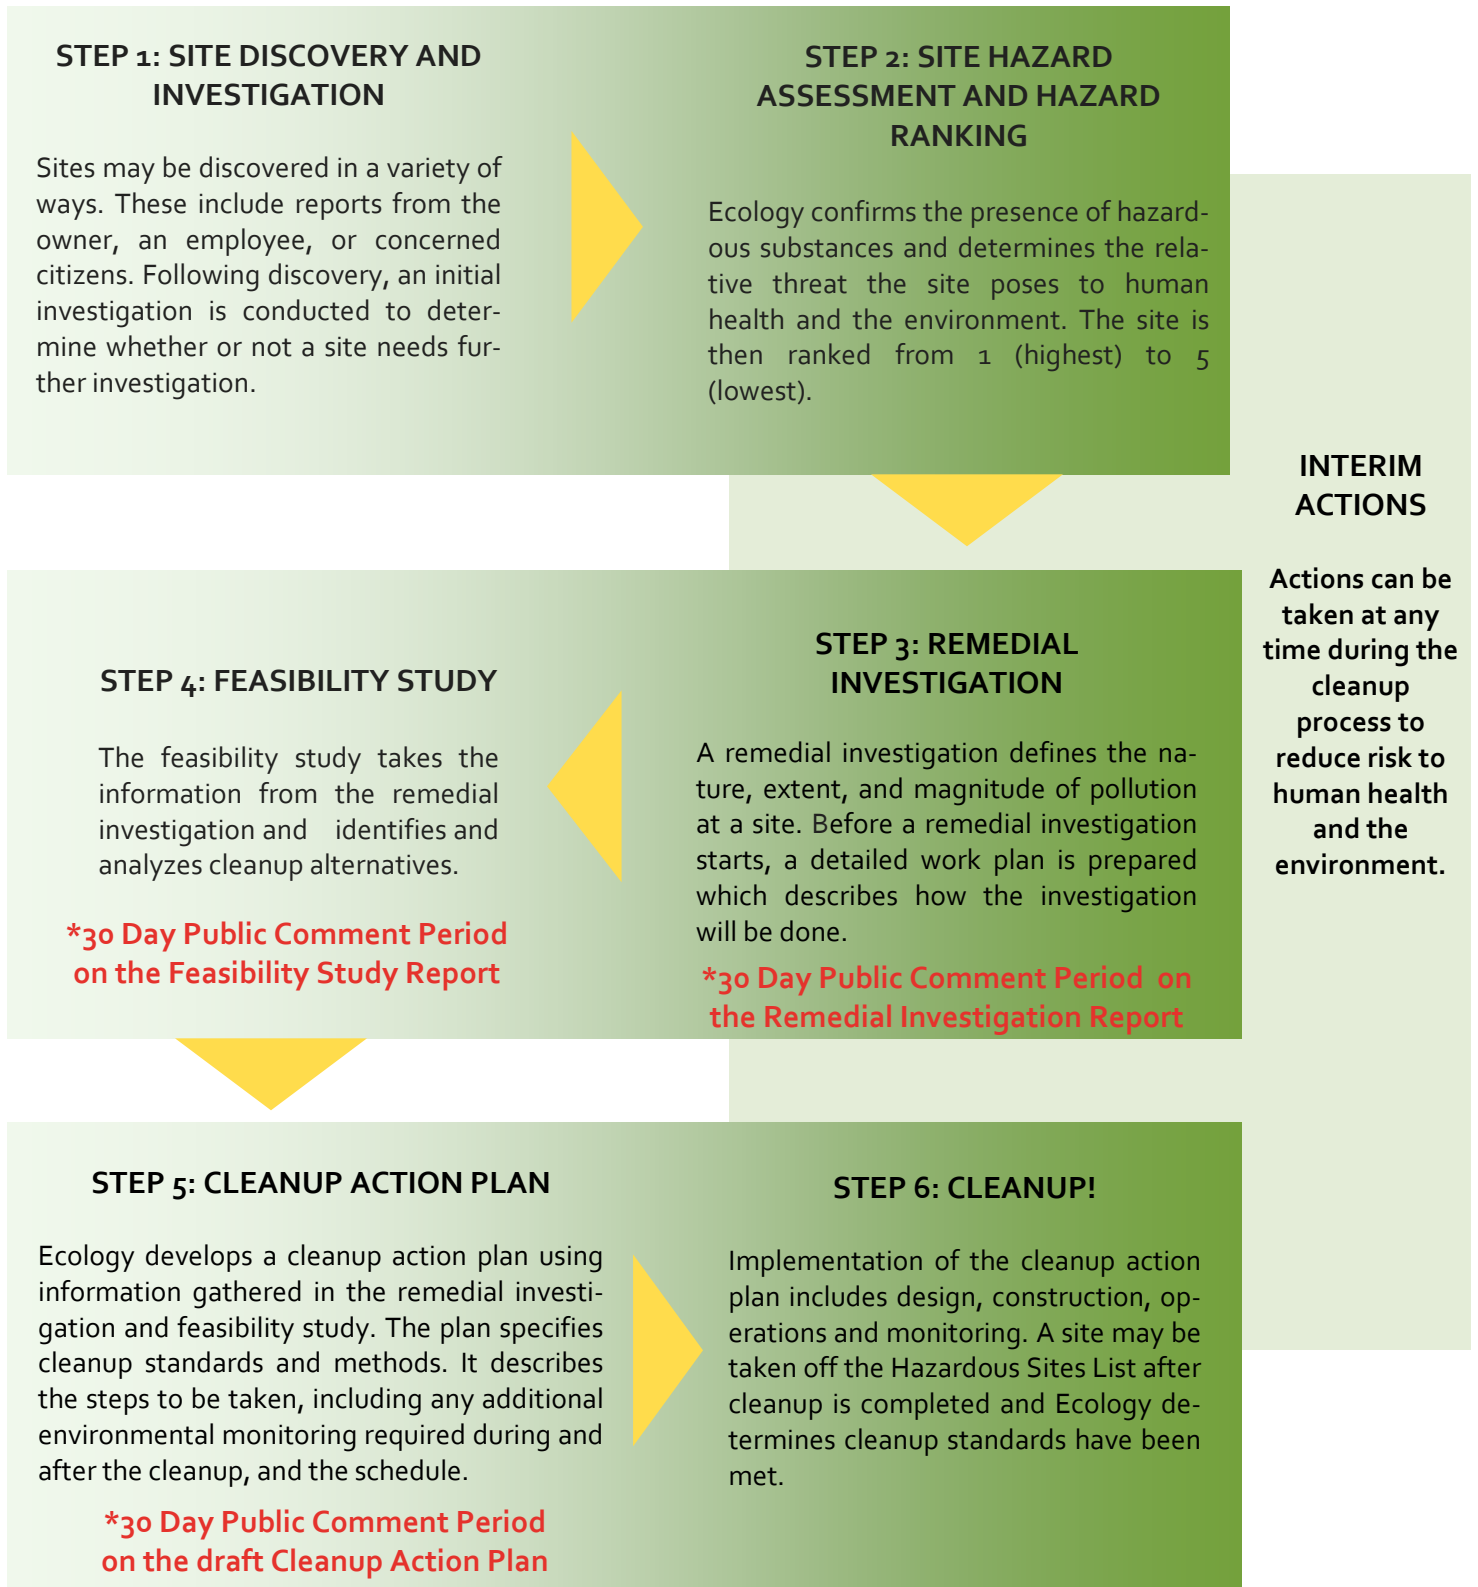 STEP 1: SITE DISCOVERY AND
INVESTIGATION
Sites may be discovered in a variety of
ways. These include reports from the
owner, an employee, or concerned
citizens. Following discovery, an initial
investigation is conducted to deter-
mine whether or not a site needs fur-
ther investigation.
STEP 2: SITE HAZARD
ASSESSMENT AND HAZARD
RANKING
Ecology confirms the presence of hazard-
ous substances and determines the rela-
tive threat the site poses to human
health and the environment. The site is
then ranked from 1 (highest) to 5
(lowest).
STEP 3: REMEDIAL
INVESTIGATION
A remedial investigation defines the na-
ture, extent, and magnitude of pollution
at a site. Before a remedial investigation
starts, a detailed work plan is prepared
which describes how the investigation
will be done.
*30 Day Public Comment Period on
the Remedial Investigation Report
STEP 4: FEASIBILITY STUDY
The feasibility study takes the
information from the remedial
investigation and identifies and
analyzes cleanup alternatives.
*30 Day Public Comment Period
on the Feasibility Study Report
STEP 5: CLEANUP ACTION PLAN
Ecology develops a cleanup action plan using
information gathered in the remedial investi-
gation and feasibility study. The plan specifies
cleanup standards and methods. It describes
the steps to be taken, including any additional
environmental monitoring required during and
after the cleanup, and the schedule.
*30 Day Public Comment Period
on the draft Cleanup Action Plan
STEP 6: CLEANUP!
Implementation of the cleanup action
plan includes design, construction, op-
erations and monitoring. A site may be
taken off the Hazardous Sites List after
cleanup is completed and Ecology de-
termines cleanup standards have been
met.
INTERIM
ACTIONS
Actions can be
taken at any
time during the
cleanup
process to
reduce risk to
human health
and the
environment.